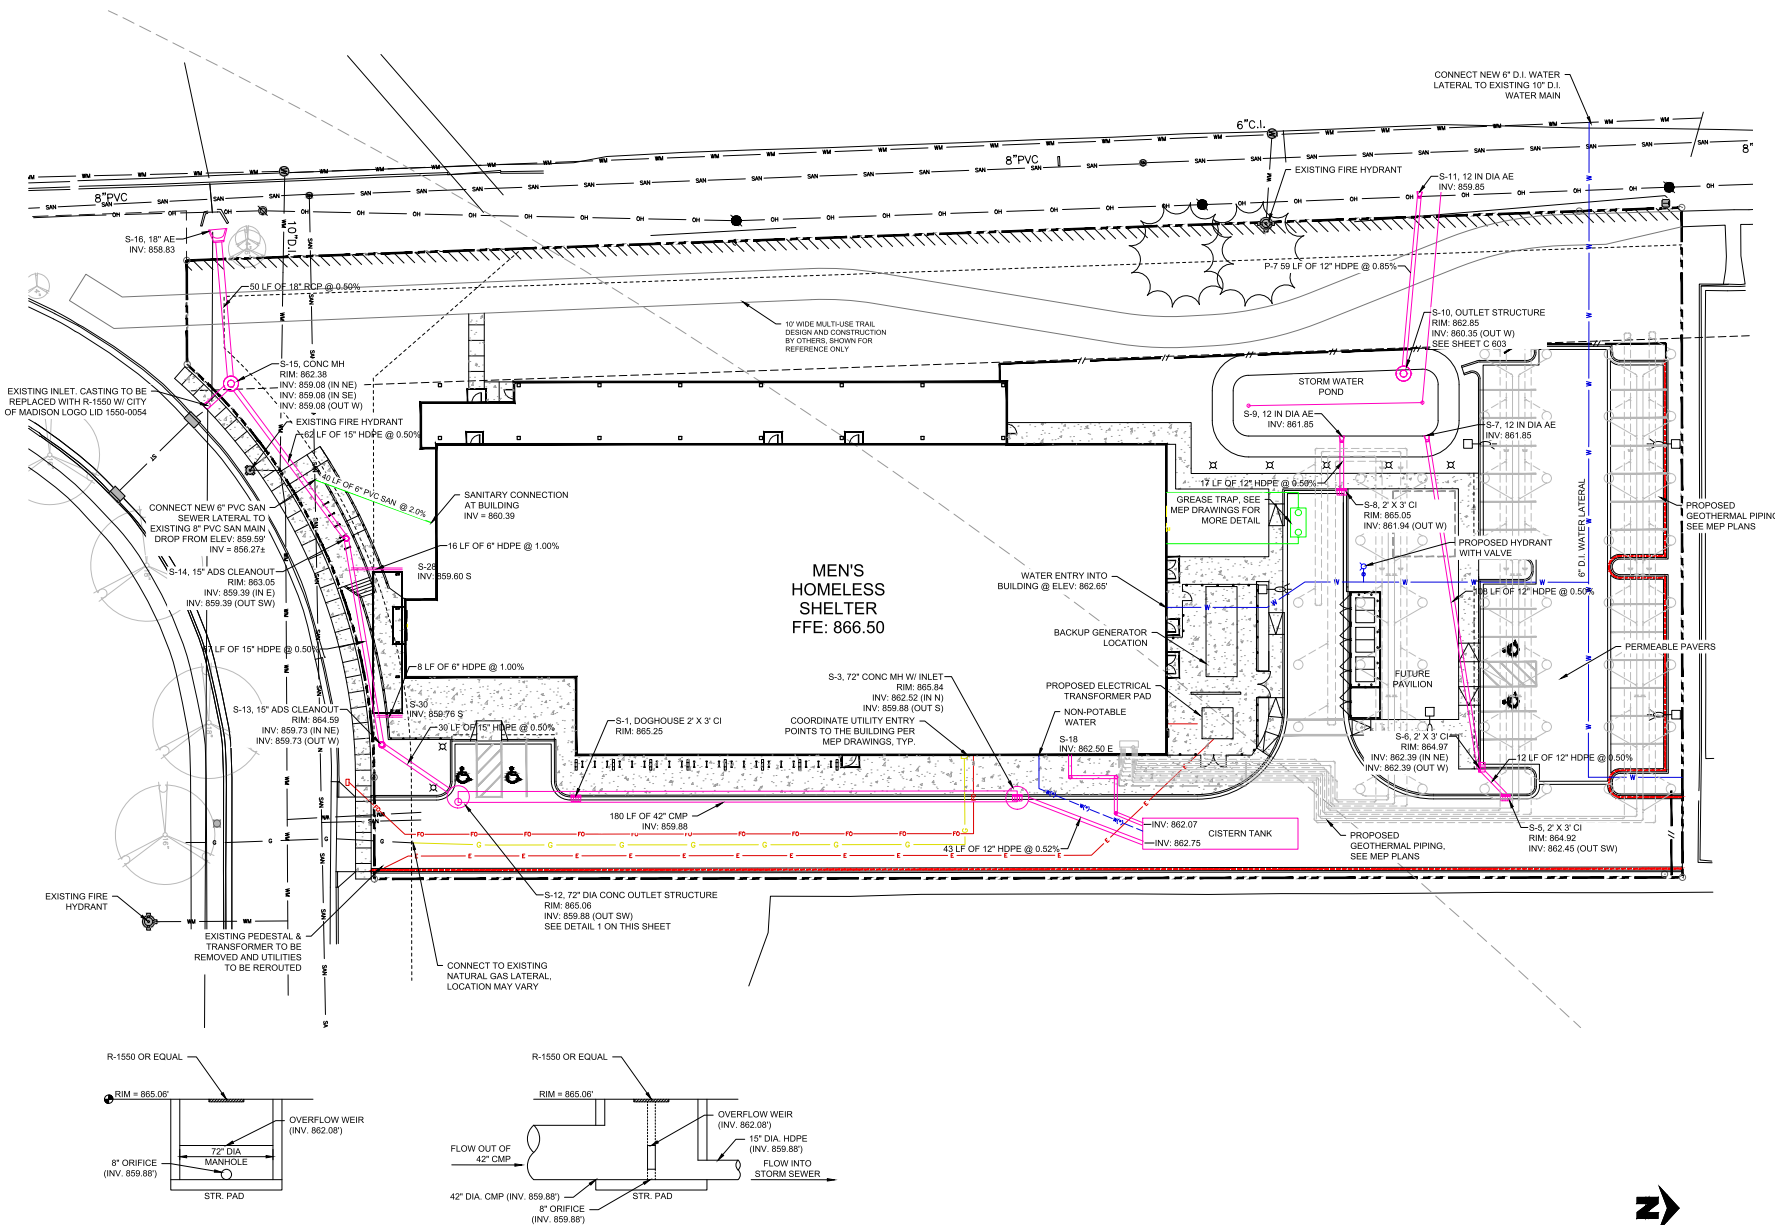 CONNECT NEW 6" D.I. WATER
LATERAL TO EXISTING 10" D.I.
WATER MAIN
6"C.I.
8"PVC
8"PVC
EXISTING FIRE HYDRANT
S-11, 12 IN DIA AE
INV: 859.85
S-16, 18" AE
INV: 858.83
10"D.I.
P-7 59 LF OF 12" HDPE @ 0.85%
50 LF OF 18" RCP @ 0.50%
10' WIDE MULTI-USE TRAIL
DESIGN AND CONSTRUCTION
BY OTHERS, SHOWN FOR
REFERENCE ONLY
S-10, OUTLET STRUCTURE
RIM: 862.85
INV: 860.35 (OUT W)
SEE SHEET C 603
S-15, CONC MH
RIM: 862.38
INV: 859.08 (IN NE)
INV: 859.08 (IN SE)
INV: 859.08 (OUT W)
EXISTING INLET. CASTING TO BE
REPLACED WITH R-1550 W/ CITY
OF MADISON LOGO LID 1550-0054
STORM WATER
POND
EXISTING FIRE HYDRANT
62 LF OF 15" HDPE @ 0.50%
S-9, 12 IN DIA AE
INV: 861.85
S-7, 12 IN DIA AE
INV: 861.85
40 LF OF 6" PVC SAN @ 2.0%
SANITARY CONNECTION
AT BUILDING
INV = 860.39
17 LF OF 12" HDPE @ 0.50%
GREASE TRAP, SEE
MEP DRAWINGS FOR
MORE DETAIL
S-8, 2' X 3' CI
RIM: 865.05
INV: 861.94 (OUT W)
6" D.I. WATER LATERAL
PROPOSED
GEOTHERMAL PIPING
SEE MEP PLANS
CONNECT NEW 6" PVC SAN
SEWER LATERAL TO
EXISTING 8" PVC SAN MAIN
DROP FROM ELEV: 859.59'
INV = 856.27±
16 LF OF 6" HDPE @ 1.00%
PROPOSED HYDRANT
WITH VALVE
S-14, 15" ADS CLEANOUT
RIM: 863.05
INV: 859.39 (IN E)
INV: 859.39 (OUT SW)
S-28
INV: 859.60 S
MEN'S
HOMELESS
SHELTER
FFE: 866.50
WATER ENTRY INTO
BUILDING @ ELEV: 862.65'
108 LF OF 12" HDPE @ 0.50%
BACKUP GENERATOR
LOCATION
PERMEABLE PAVERS
LF OF 15" HDPE @ 0.50%
8 LF OF 6" HDPE @ 1.00%
FUTURE
PAVILION
S-3, 72" CONC MH W/ INLET
RIM: 865.84
INV: 862.52 (IN N)
INV: 859.88 (OUT S)
PROPOSED ELECTRICAL
TRANSFORMER PAD
S-13, 15" ADS CLEANOUT
RIM: 864.59
INV: 859.73 (IN NE)
INV: 859.73 (OUT W)
S-30
INV: 859.76 S
30 LF OF 15" HDPE @ 0.50%
S-1, DOGHOUSE 2' X 3' CI
RIM: 865.25
COORDINATE UTILITY ENTRY
POINTS TO THE BUILDING PER
MEP DRAWINGS, TYP.
NON-POTABLE
WATER
S-18
INV: 862.50 E
S-6, 2' X 3' CI
RIM: 864.97
INV: 862.39 (IN NE)
INV: 862.39 (OUT W)
12 LF OF 12" HDPE @ 0.50%
180 LF OF 42" CMP
INV: 859.88
INV: 862.07
CISTERN TANK
INV: 862.75
43 LF OF 12" HDPE @ 0.52%
PROPOSED
GEOTHERMAL PIPING,
SEE MEP PLANS
S-5, 2' X 3' CI
RIM: 864.92
INV: 862.45 (OUT SW)
S-12, 72" DIA CONC OUTLET STRUCTURE
RIM: 865.06
INV: 859.88 (OUT SW)
SEE DETAIL 1 ON THIS SHEET
EXISTING FIRE
HYDRANT
EXISTING PEDESTAL &
TRANSFORMER TO BE
REMOVED AND UTILITIES
TO BE REROUTED
CONNECT TO EXISTING
NATURAL GAS LATERAL,
LOCATION MAY VARY
R-1550 OR EQUAL
RIM = 865.06'
OVERFLOW WEIR
(INV. 862.08')
72" DIA
MANHOLE
8" ORIFICE
(INV. 859.88')
STR. PAD
R-1550 OR EQUAL
RIM = 865.06'
OVERFLOW WEIR
(INV. 862.08')
15" DIA. HDPE
(INV. 859.88')
FLOW OUT OF
42" CMP
FLOW INTO
STORM SEWER
42" DIA. CMP (INV. 859.88')
STR. PAD
8" ORIFICE
(INV. 859.88')
N